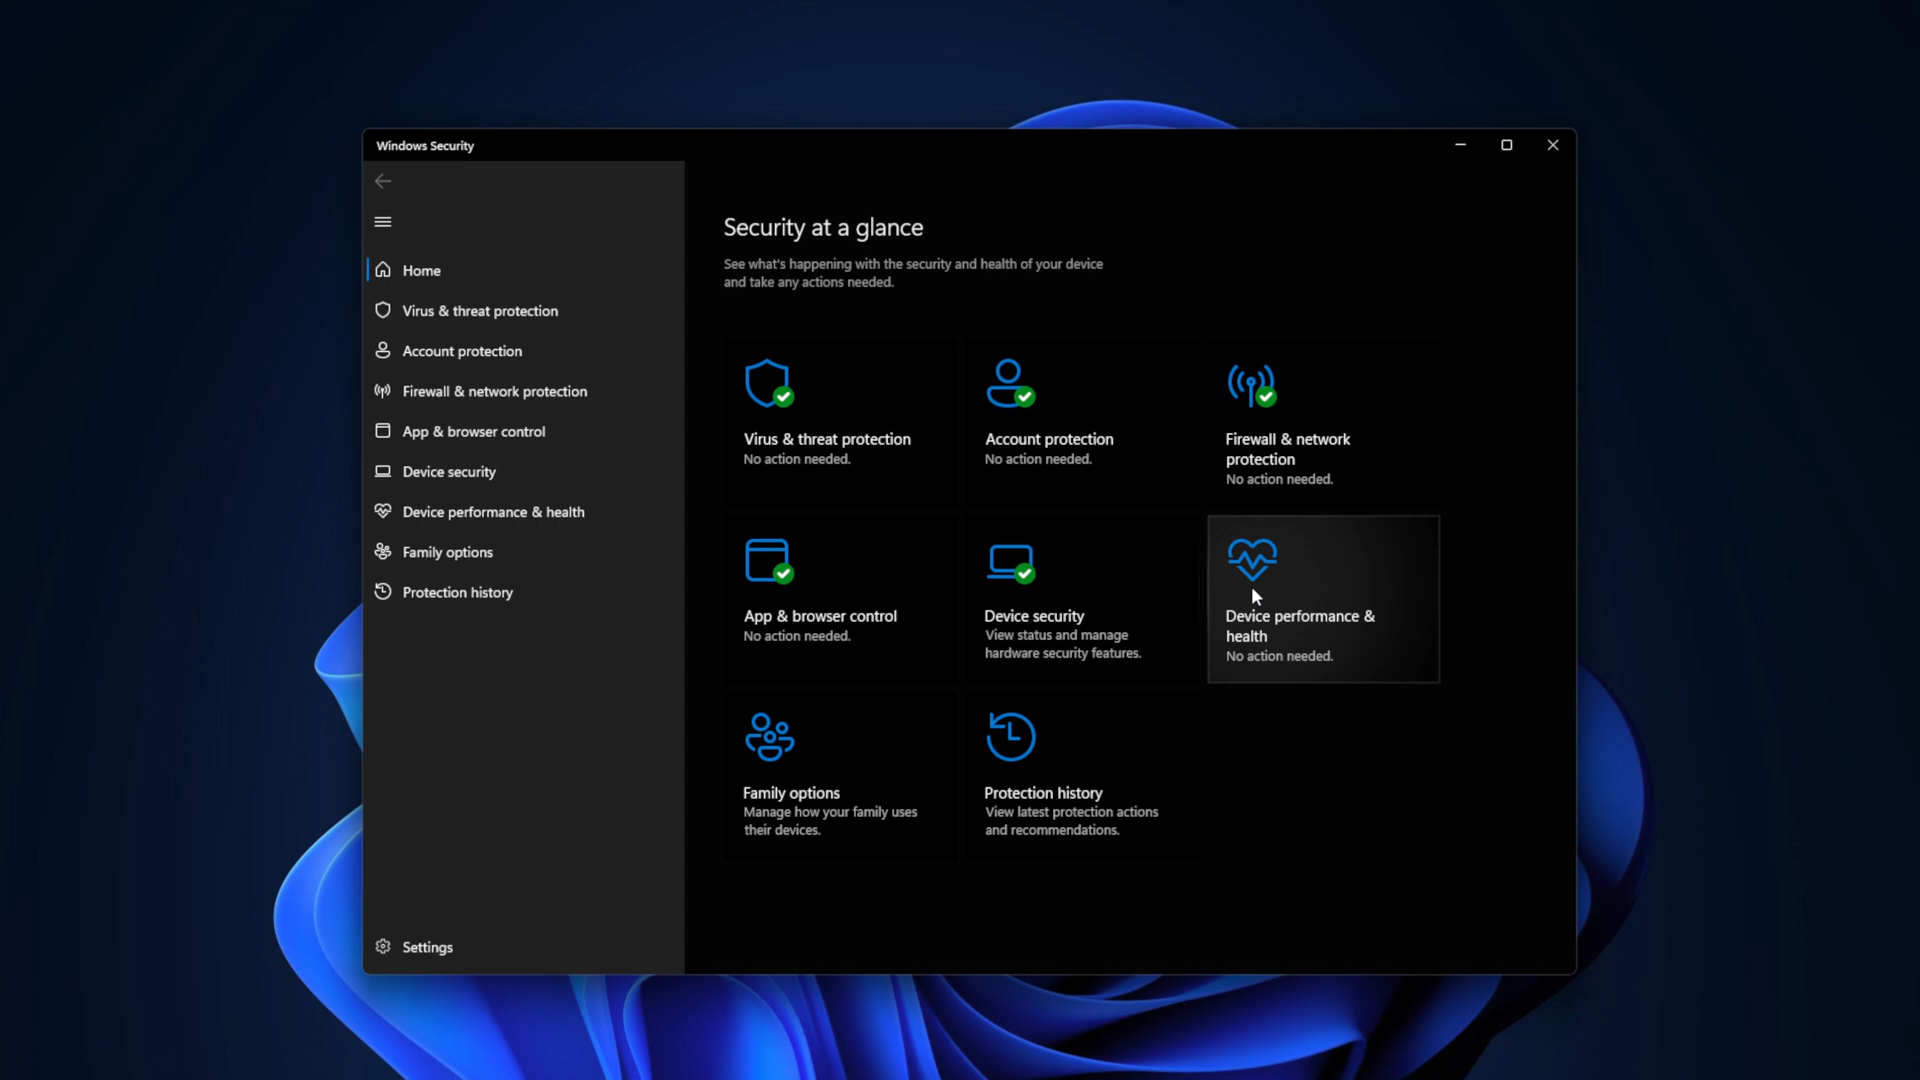 Windows Security
Home
Virus & threat protection
Account protection
Firewall & network protection
App & browser control
Device security
Device performance & health
Family options
Protection history
Settings
Security at a glance
See what's happening with the security and health of your device
and take any actions needed.
Virus & threat protection
No action needed.
Account protection
No action needed.
Firewall & network
protection
No action needed.
App & browser control
No action needed.
Device security
View status and manage
hardware security features.
Device performance &
health
No action needed.
Family options
Manage how your family uses
their devices.
Protection history
View latest protection actions
and recommendations.